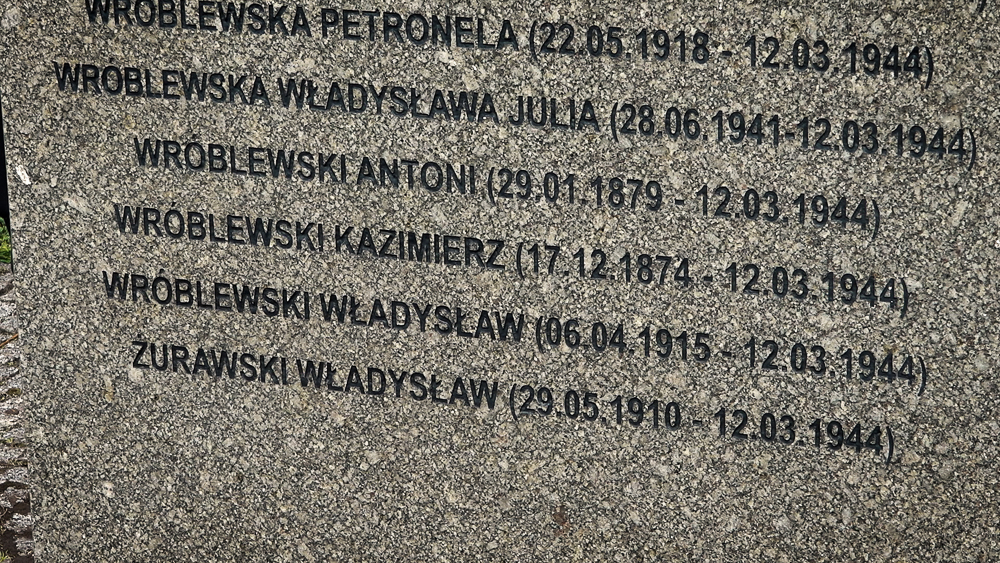 WRÓBLEWSKA PETRONELA (22.05.1918 - 12.03.1944)
WRÓBLEWSKA WŁADYSŁAWA JULIA (28.06.1941-12.03.1944)
WRÓBLEWSKI ANTONI (29.01.1879 - 12.03.1944)
WRÓBLEWSKI KAZIMIERZ (17.12.1874 - 12.03.1944)
WRÓBLEWSKI WŁADYSŁAW (06.04.1915 - 12.03.1944)
ŻURAWSKI WŁADYSŁAW (29.05.1910 - 12.03.1944)